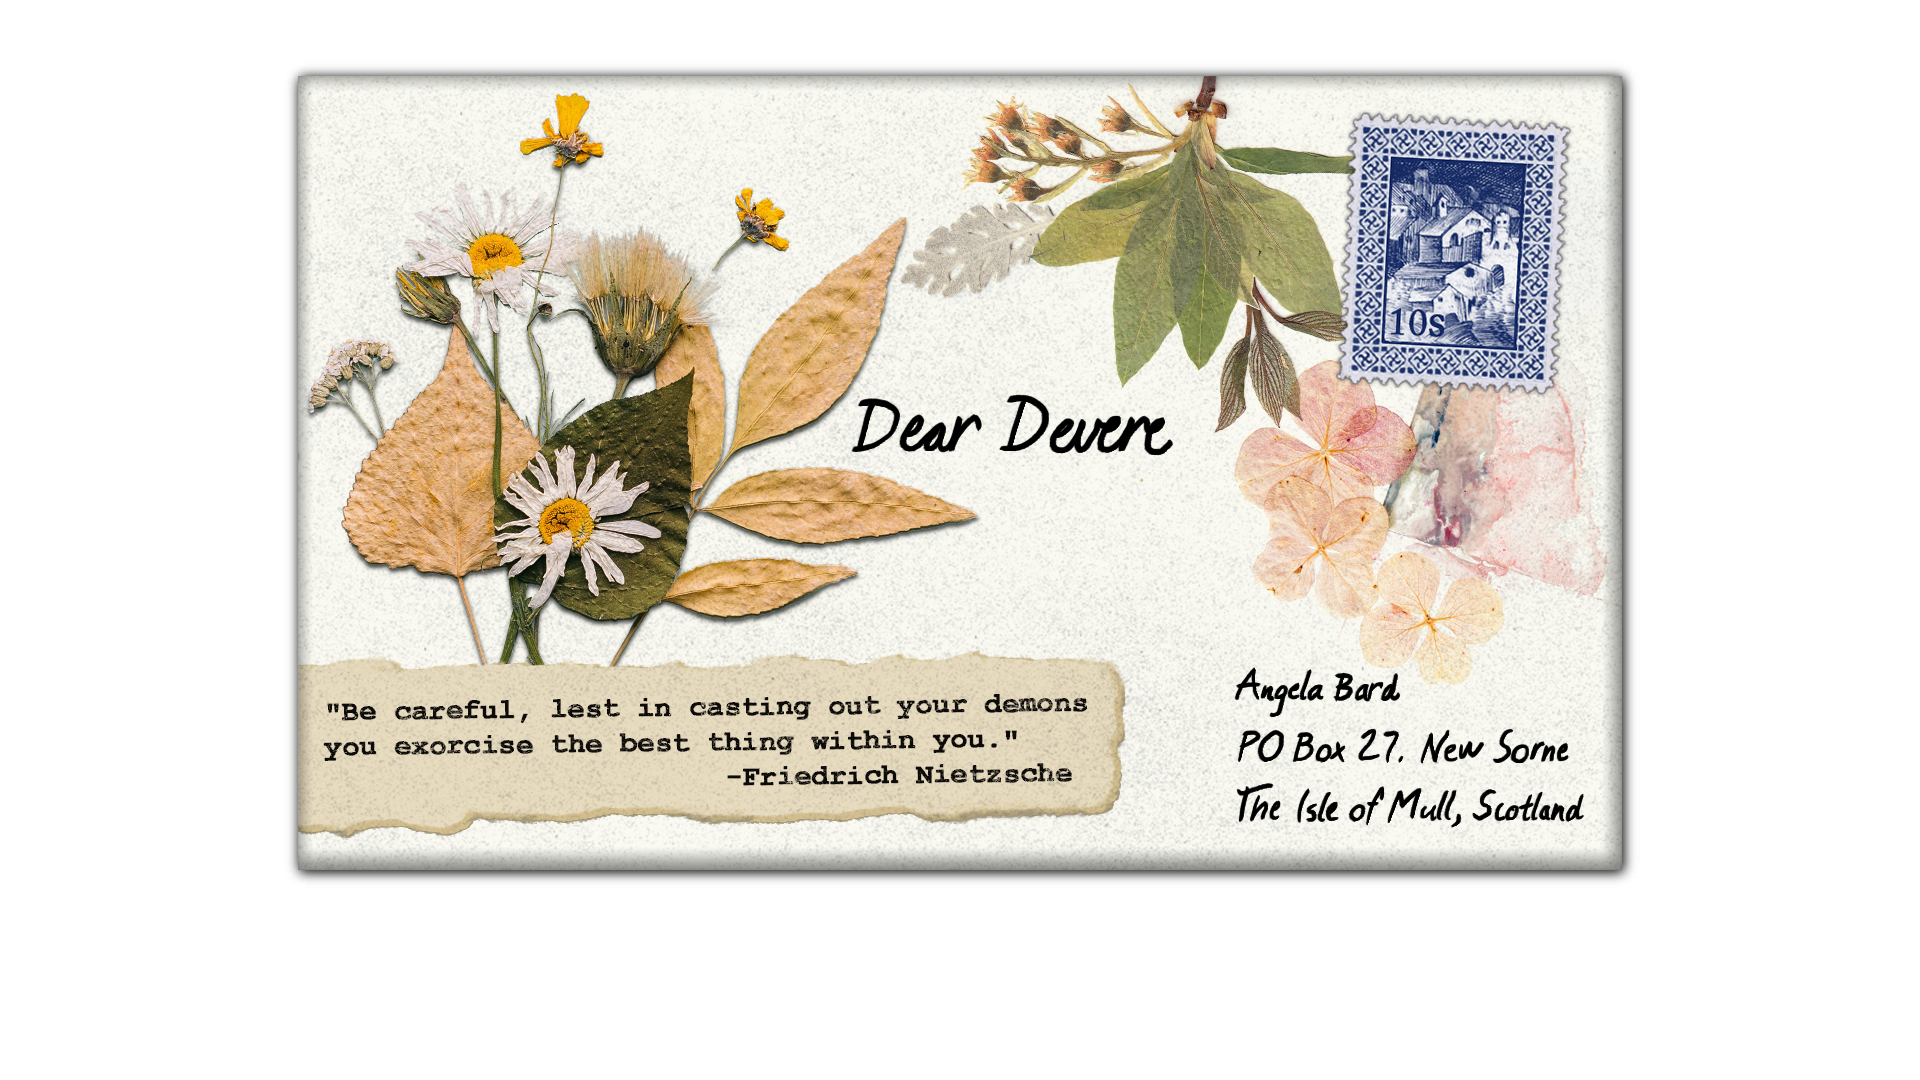 10s
Dear Devere
"Be careful, lest in casting out your demons
you exorcise the best thing within you."
-Friedrich Nietzsche
Angela Bard
PO Box 27. New Sorne
The Isle of Mull, Scotland